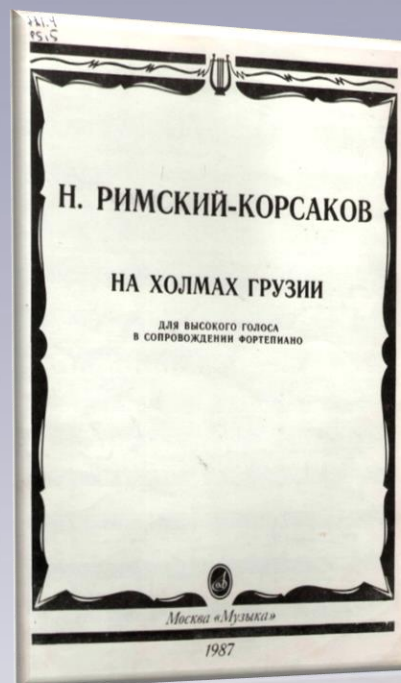 Н. РИМСКИЙ-КОРСАКОВ
НА ХОЛМАХ ГРУЗИИ
ДЛЯ ВЫСОКОГО ГОЛОСА
В СОПРОВОЖДЕНИИ ФОРТЕПИАНО
Москва «Музыка»
1987